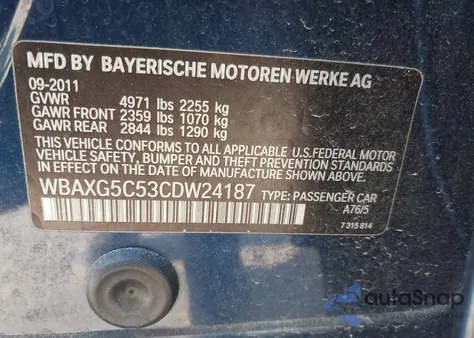 MFD BY BAYERISCHE MOTOREN WERKE AG
09-2011
GVWR 4971 lbs 2255 kg
GAWR FRONT 2359 lbs 1070 kg
GAWR REAR 2844 lbs 1290 kg
THIS VEHICLE CONFORMS TO ALL APPLICABLE U.S.FEDERAL MOTOR
VEHICLE SAFETY, BUMPER AND THEFT PREVENTION STANDARDS
IN EFFECT ON THE DATE OF MANUFACTURE SHOWN ABOVE.
WBAXG5C53CDW24187 TYPE: PASSENGER CAR
A76/5
7 315 814
autoSnap